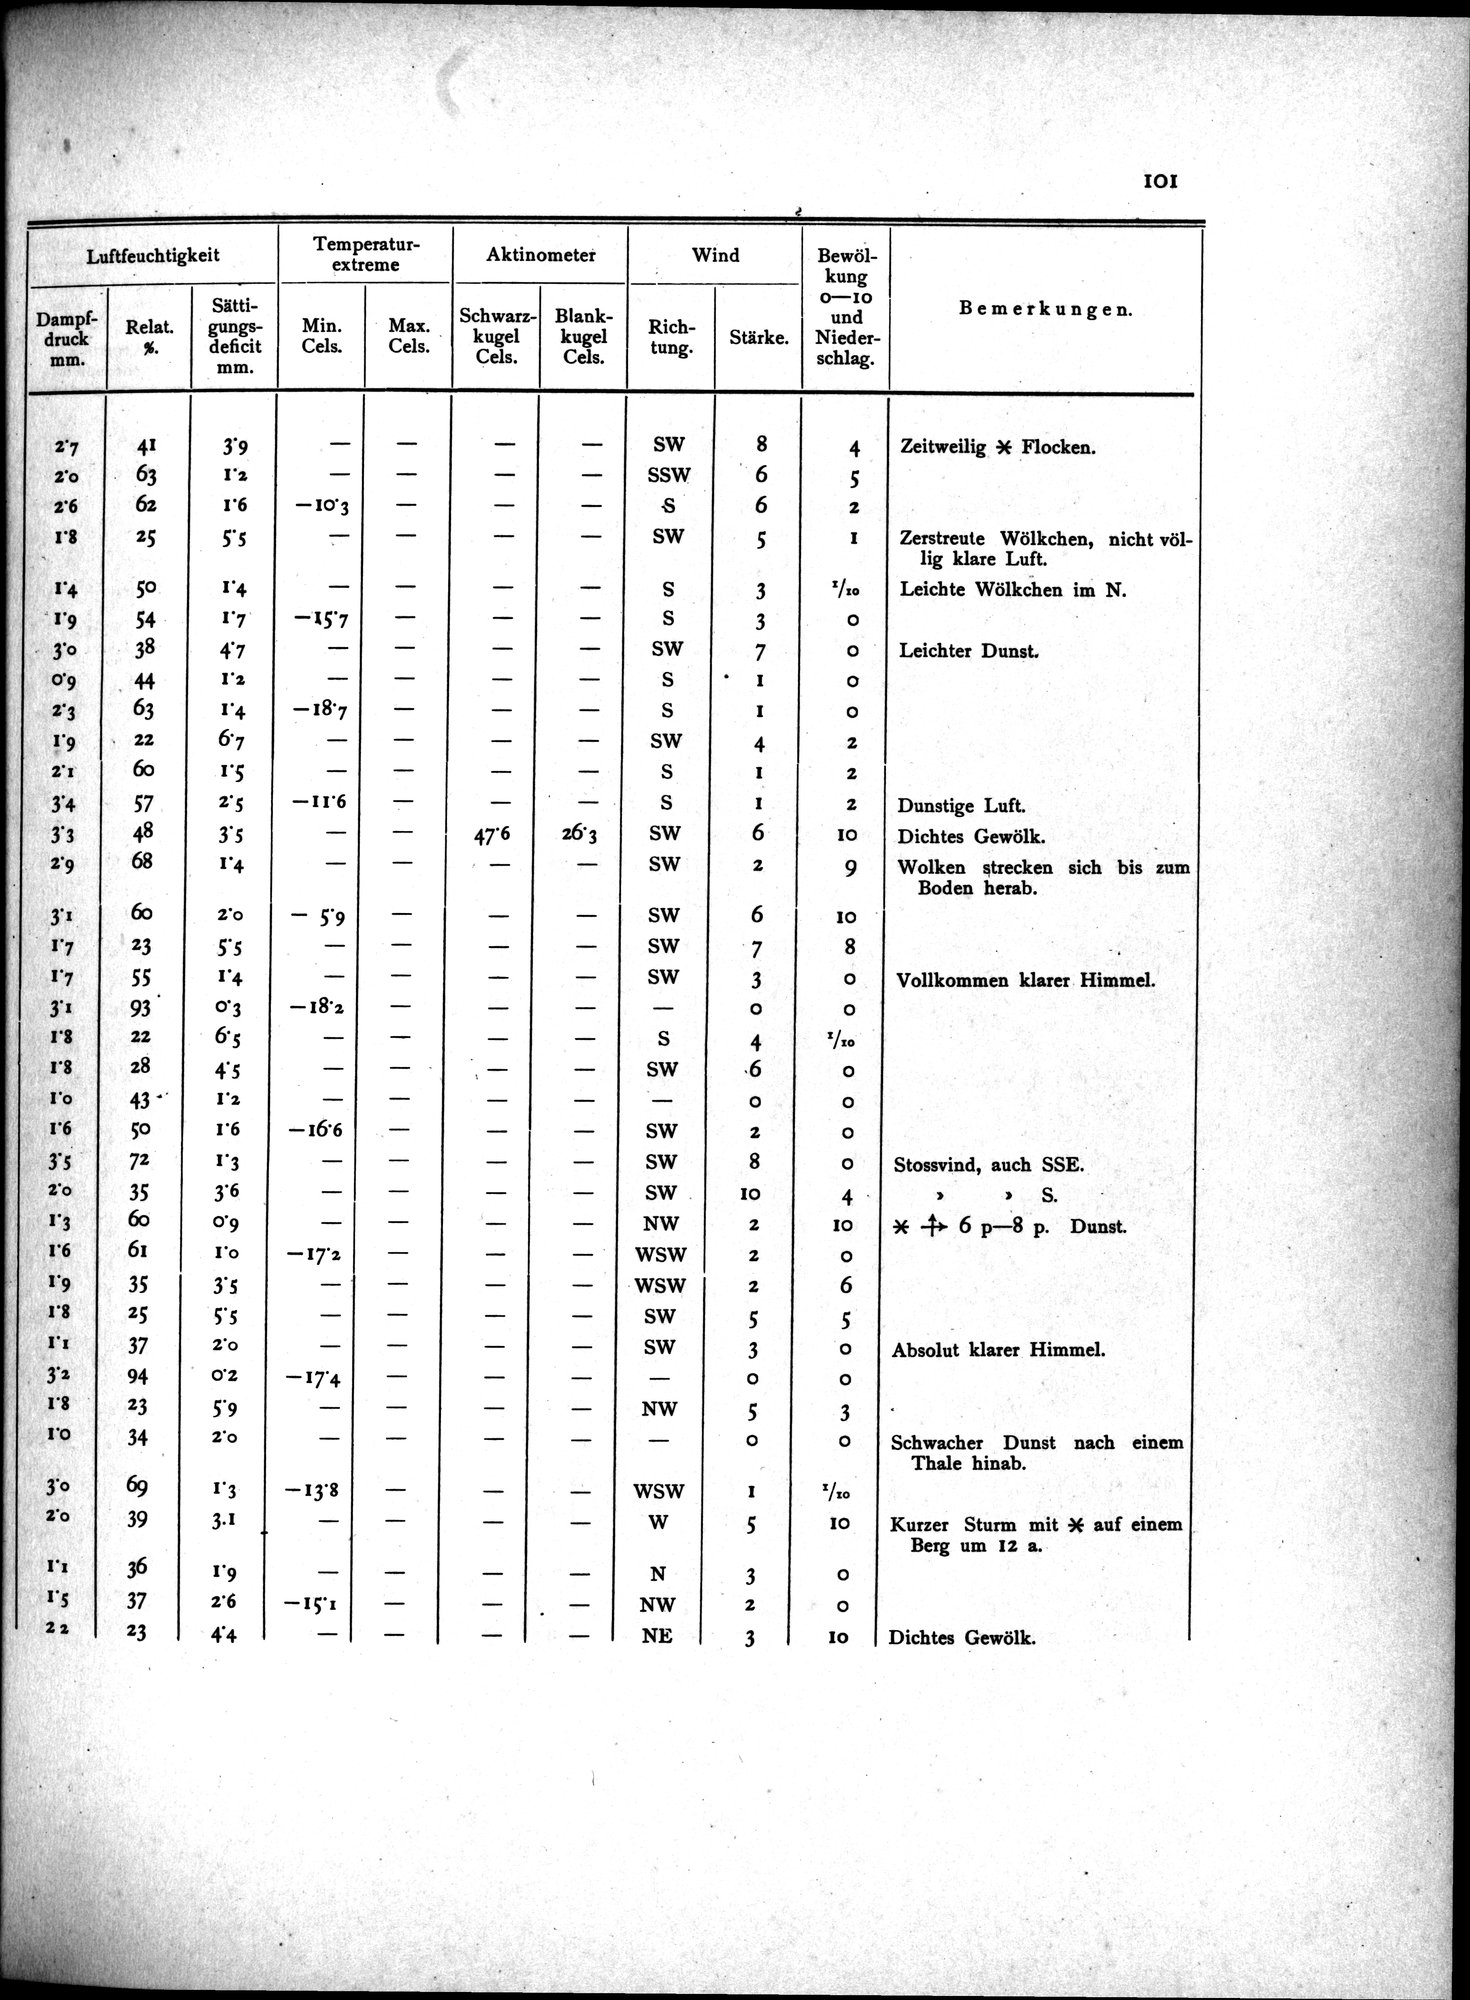 101
Luftfeuchtigkeit | Temperatur-extreme | Aktinometer | Wind | Bewöl-kung 0—10 und Nieder-schlag. | Bemerkungen.
Dampf-druck mm. | Relat. %. | Sätti-gungs-deficit mm. | Min. Cels. | Max. Cels. | Schwarz-kugel Cels. | Blank-kugel Cels. | Rich-tung. | Stärke.
2·7 41 3·9 — — — — SW 8 4 Zeitweilig ✶ Flocken.
2·0 63 1·2 — — — — SSW 6 5
2·6 62 1·6 —10·3 — — — S 6 2
1·8 25 5·5 — — — — SW 5 1 Zerstreute Wölkchen, nicht völ-
lig klare Luft.
1·4 50 1·4 — — — — S 3 1/10 Leichte Wölkchen im N.
1·9 54 1·7 —15·7 — — — S 3 0
3·0 38 4·7 — — — — SW 7 0 Leichter Dunst.
0·9 44 1·2 — — — — S 1 0
2·3 63 1·4 —18·7 — — — S 1 0
1·9 22 6·7 — — — — SW 4 2
2·1 60 1·5 — — — — S 1 2
3·4 57 2·5 —11·6 — — — S 1 2 Dunstige Luft.
3·3 48 3·5 — — 47·6 26·3 SW 6 10 Dichtes Gewölk.
2·9 68 1·4 — — — — SW 2 9 Wolken strecken sich bis zum
Boden herab.
3·1 60 2·0 — 5·9 — — — SW 6 10
1·7 23 5·5 — — — — SW 7 8
1·7 55 1·4 — — — — SW 3 0 Vollkommen klarer Himmel.
3·1 93 0·3 —18·2 — — — — 0 0
1·8 22 6·5 — — — — S 4 1/10
1·8 28 4·5 — — — — SW 6 0
1·0 43 1·2 — — — — — 0 0
1·6 50 1·6 —16·6 — — — SW 2 0
3·5 72 1·3 — — — — SW 8 0 Stossvind, auch SSE.
2·0 35 3·6 — — — — SW 10 4 › › S.
1·3 60 0·9 — — — — NW 2 10 ✶ 6 p—8 p. Dunst.
1·6 61 1·0 —17·2 — — — WSW 2 0
1·9 35 3·5 — — — — WSW 2 6
1·8 25 5·5 — — — — SW 5 5
1·1 37 2·0 — — — — SW 3 0 Absolut klarer Himmel.
3·2 94 0·2 —17·4 — — — — 0 0
1·8 23 5·9 — — — — NW 5 3
1·0 34 2·0 — — — — — 0 0 Schwacher Dunst nach einem
Thale hinab.
3·0 69 1·3 —13·8 — — — WSW 1 1/10
2·0 39 3.1 — — — — W 5 10 Kurzer Sturm mit ✶ auf einem
Berg um 12 a.
1·1 36 1·9 — — — — N 3 0
1·5 37 2·6 —15·1 — — — NW 2 0
2 2 23 4·4 — — — — NE 3 10 Dichtes Gewölk.